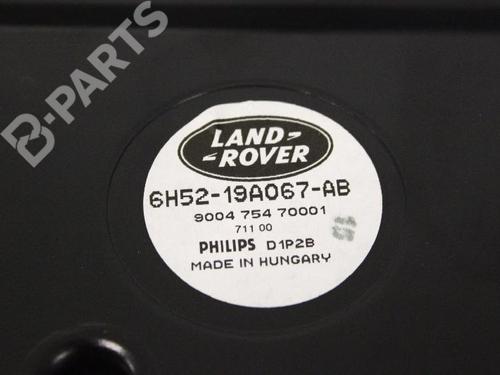 B-PARTS
LAND-
-ROVER
6H52-19A067-AB
9004 754 70001
711 00
PHILIPS D1P2B
MADE IN HUNGARY